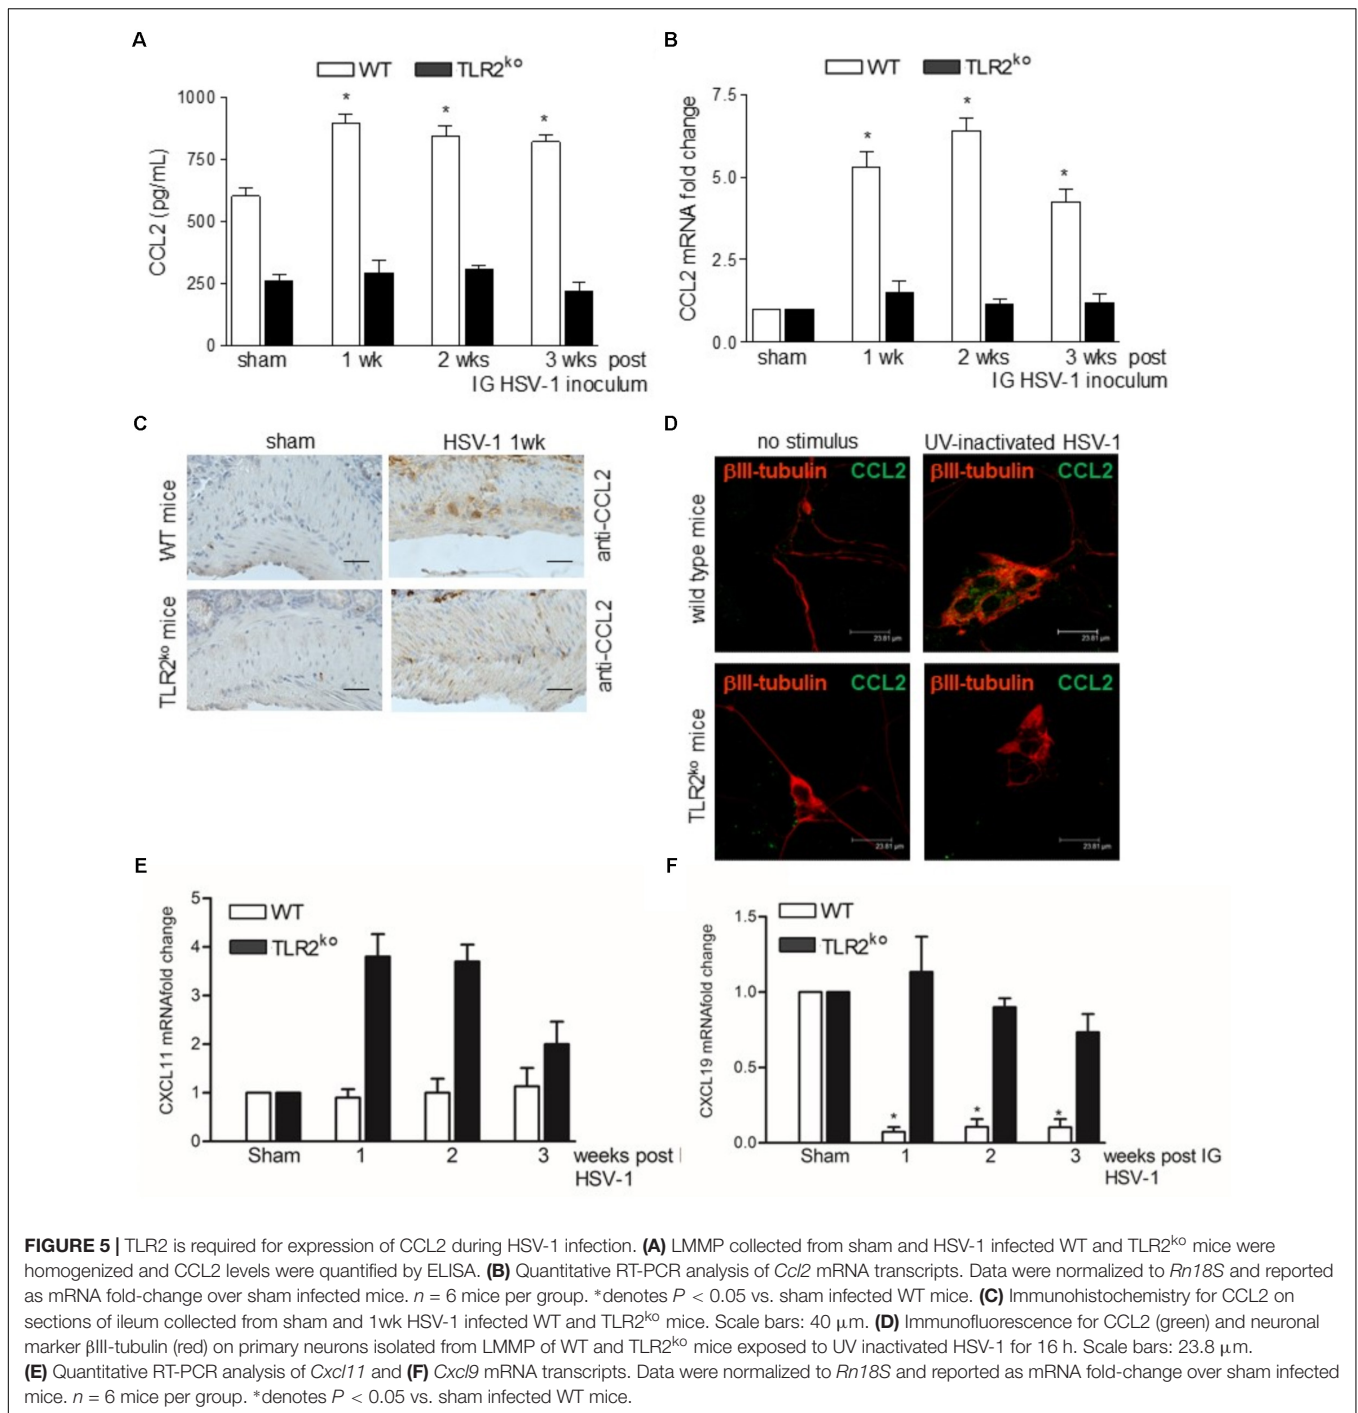 A
WT TLR2ko
1000
750
500
250
0
CCL2 (pg/mL)
* * *
sham 1 wk 2 wks 3 wks post
IG HSV-1 inoculum
B
WT TLR2ko
7.5
5.0
2.5
0.0
CCL2 mRNA fold change
* * *
sham 1 wk 2 wks 3 wks post
IG HSV-1 inoculum
C
sham HSV-1 1wk
WT mice
anti-CCL2
TLR2ko mice
anti-CCL2
D
no stimulus UV-inactivated HSV-1
wild type mice
βIII-tubulin CCL2
23.81 μm
βIII-tubulin CCL2
23.81 μm
TLR2ko mice
βIII-tubulin CCL2
23.81 μm
βIII-tubulin CCL2
23.81 μm
E
WT
TLR2ko
5
4
3
2
1
0
CXCL11 mRNAfold change
Sham 1 2 3 weeks post I
HSV-1
F
WT
TLR2ko
1.5
1.0
0.5
0.0
CXCL19 mRNAfold change
* * *
Sham 1 2 3 weeks post IG
HSV-1
FIGURE 5 | TLR2 is required for expression of CCL2 during HSV-1 infection. (A) LMMP collected from sham and HSV-1 infected WT and TLR2ko mice were
homogenized and CCL2 levels were quantified by ELISA. (B) Quantitative RT-PCR analysis of Ccl2 mRNA transcripts. Data were normalized to Rn18S and reported
as mRNA fold-change over sham infected mice. n = 6 mice per group. *denotes P < 0.05 vs. sham infected WT mice. (C) Immunohistochemistry for CCL2 on
sections of ileum collected from sham and 1wk HSV-1 infected WT and TLR2ko mice. Scale bars: 40 μm. (D) Immunofluorescence for CCL2 (green) and neuronal
marker βIII-tubulin (red) on primary neurons isolated from LMMP of WT and TLR2ko mice exposed to UV inactivated HSV-1 for 16 h. Scale bars: 23.8 μm.
(E) Quantitative RT-PCR analysis of Cxcl11 and (F) Cxcl9 mRNA transcripts. Data were normalized to Rn18S and reported as mRNA fold-change over sham infected
mice. n = 6 mice per group. *denotes P < 0.05 vs. sham infected WT mice.